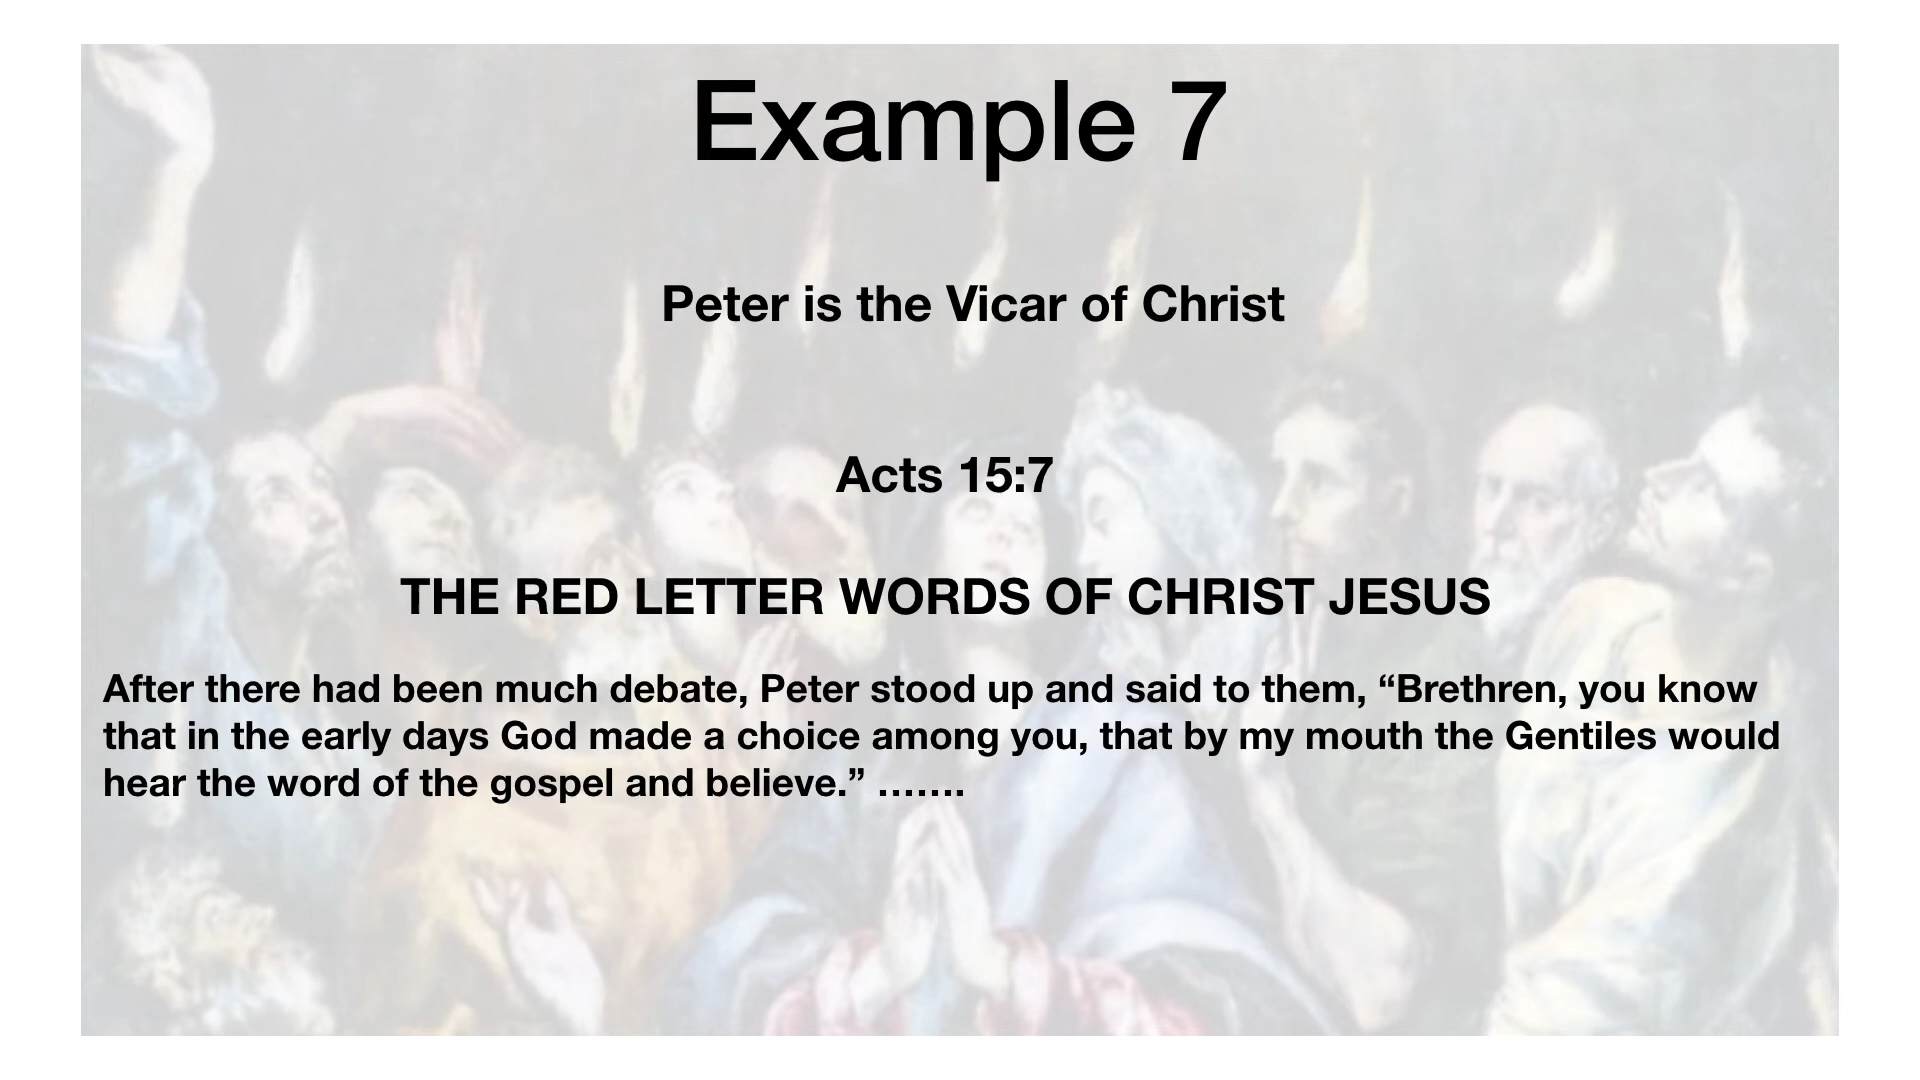 Example 7
Peter is the Vicar of Christ
Acts 15:7
THE RED LETTER WORDS OF CHRIST JESUS
After there had been much debate, Peter stood up and said to them, “Brethren, you know
that in the early days God made a choice among you, that by my mouth the Gentiles would
hear the word of the gospel and believe.” …….